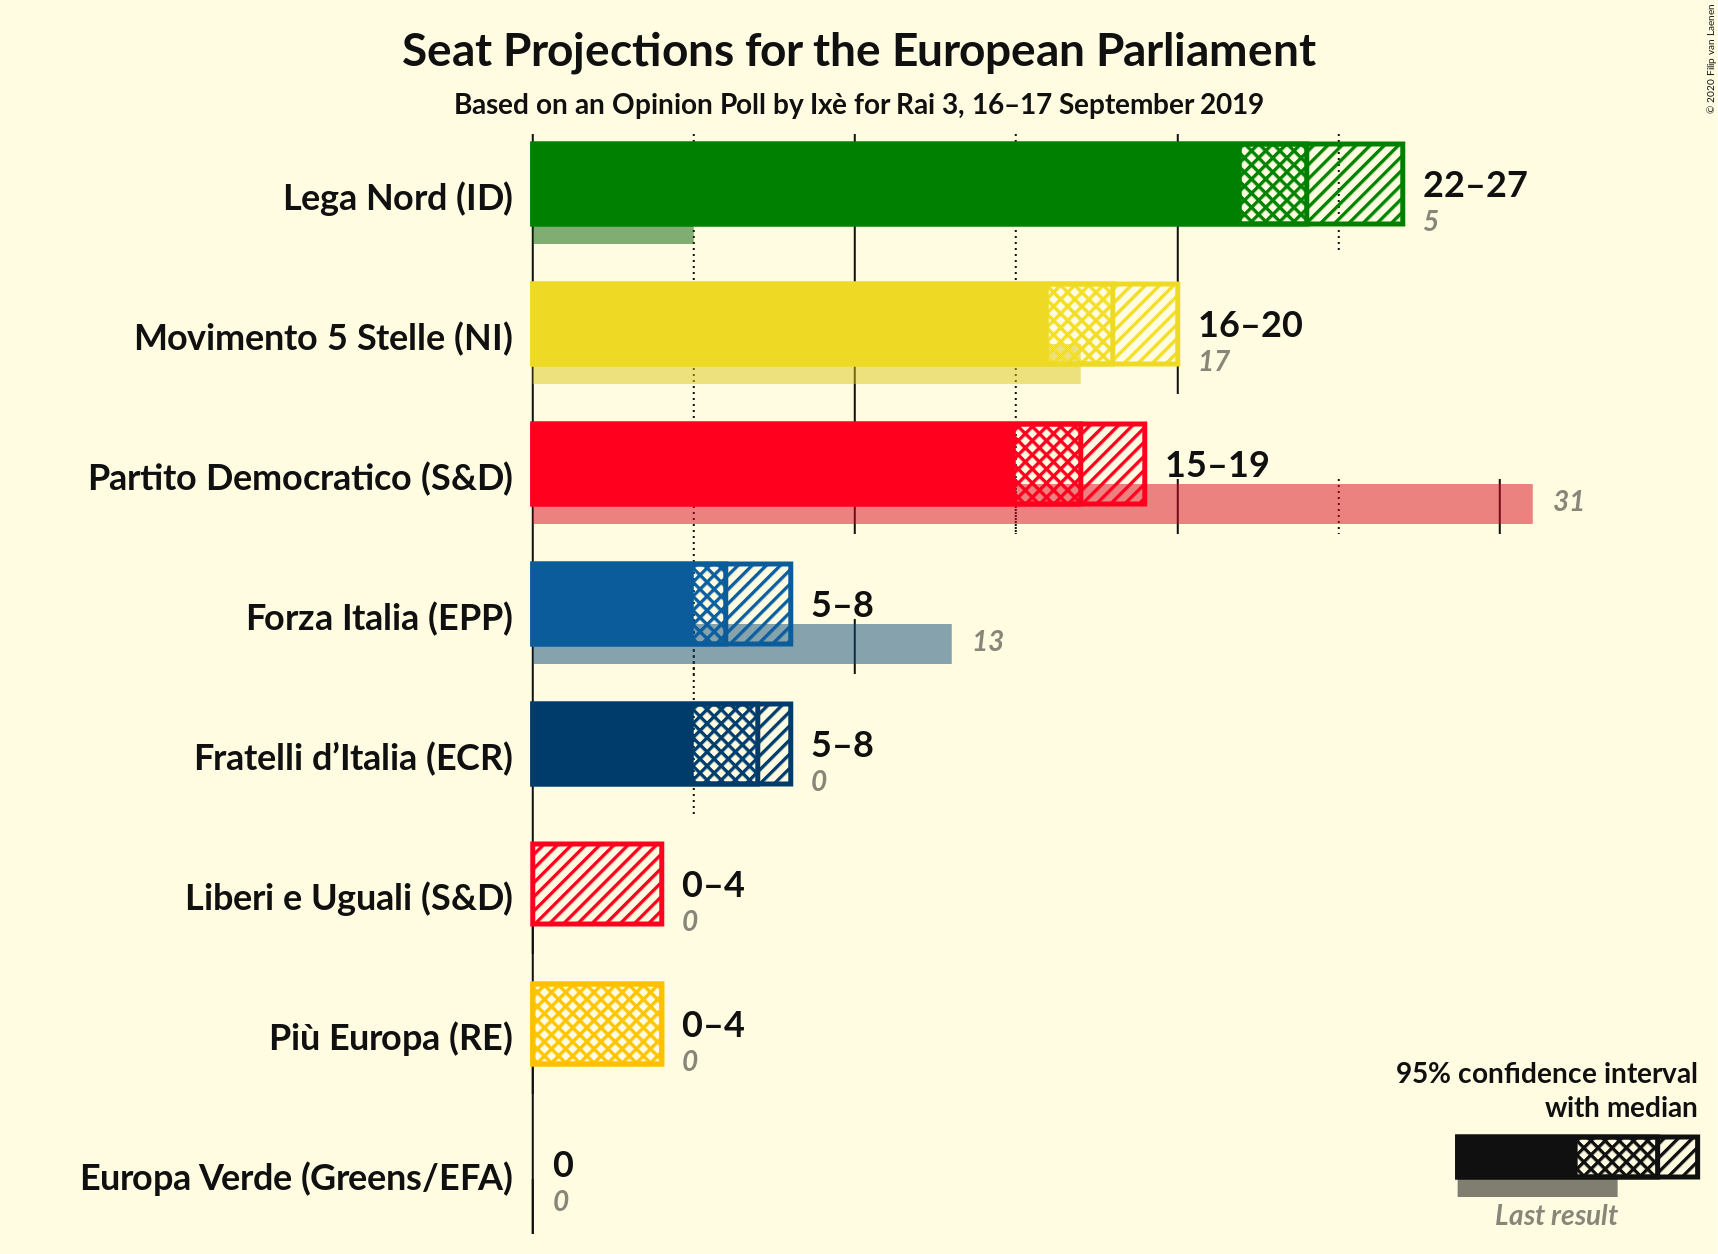 Seat Projections for the European Parliament
Based on an Opinion Poll by Ixè for Rai 3, 16–17 September 2019
© 2020 Filip van Laenen
Lega Nord (ID)
22–27
5
Movimento 5 Stelle (NI)
16–20
17
Partito Democratico (S&D)
15–19
31
Forza Italia (EPP)
5–8
13
Fratelli d’Italia (ECR)
5–8
0
Liberi e Uguali (S&D)
0–4
0
Più Europa (RE)
0–4
0
Europa Verde (Greens/EFA)
0
0
95% confidence interval
with median
Last result